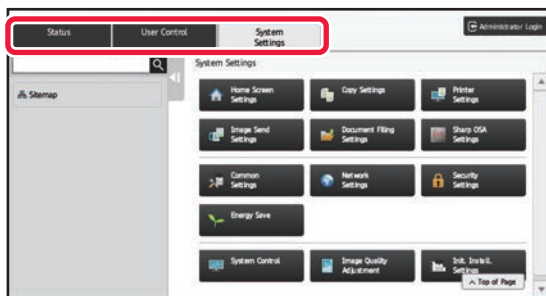 Status
User Control
System
Settings
Administrator Login
System Settings
Sitemap
Home Screen
Settings
Copy Settings
Printer
Settings
Image Send
Settings
Document Filing
Settings
Sharp OSA
Settings
Common
Settings
Network
Settings
Security
Settings
Energy Save
System Control
Image Quality
Adjustment
Init. Install.
Settings
Top of Page